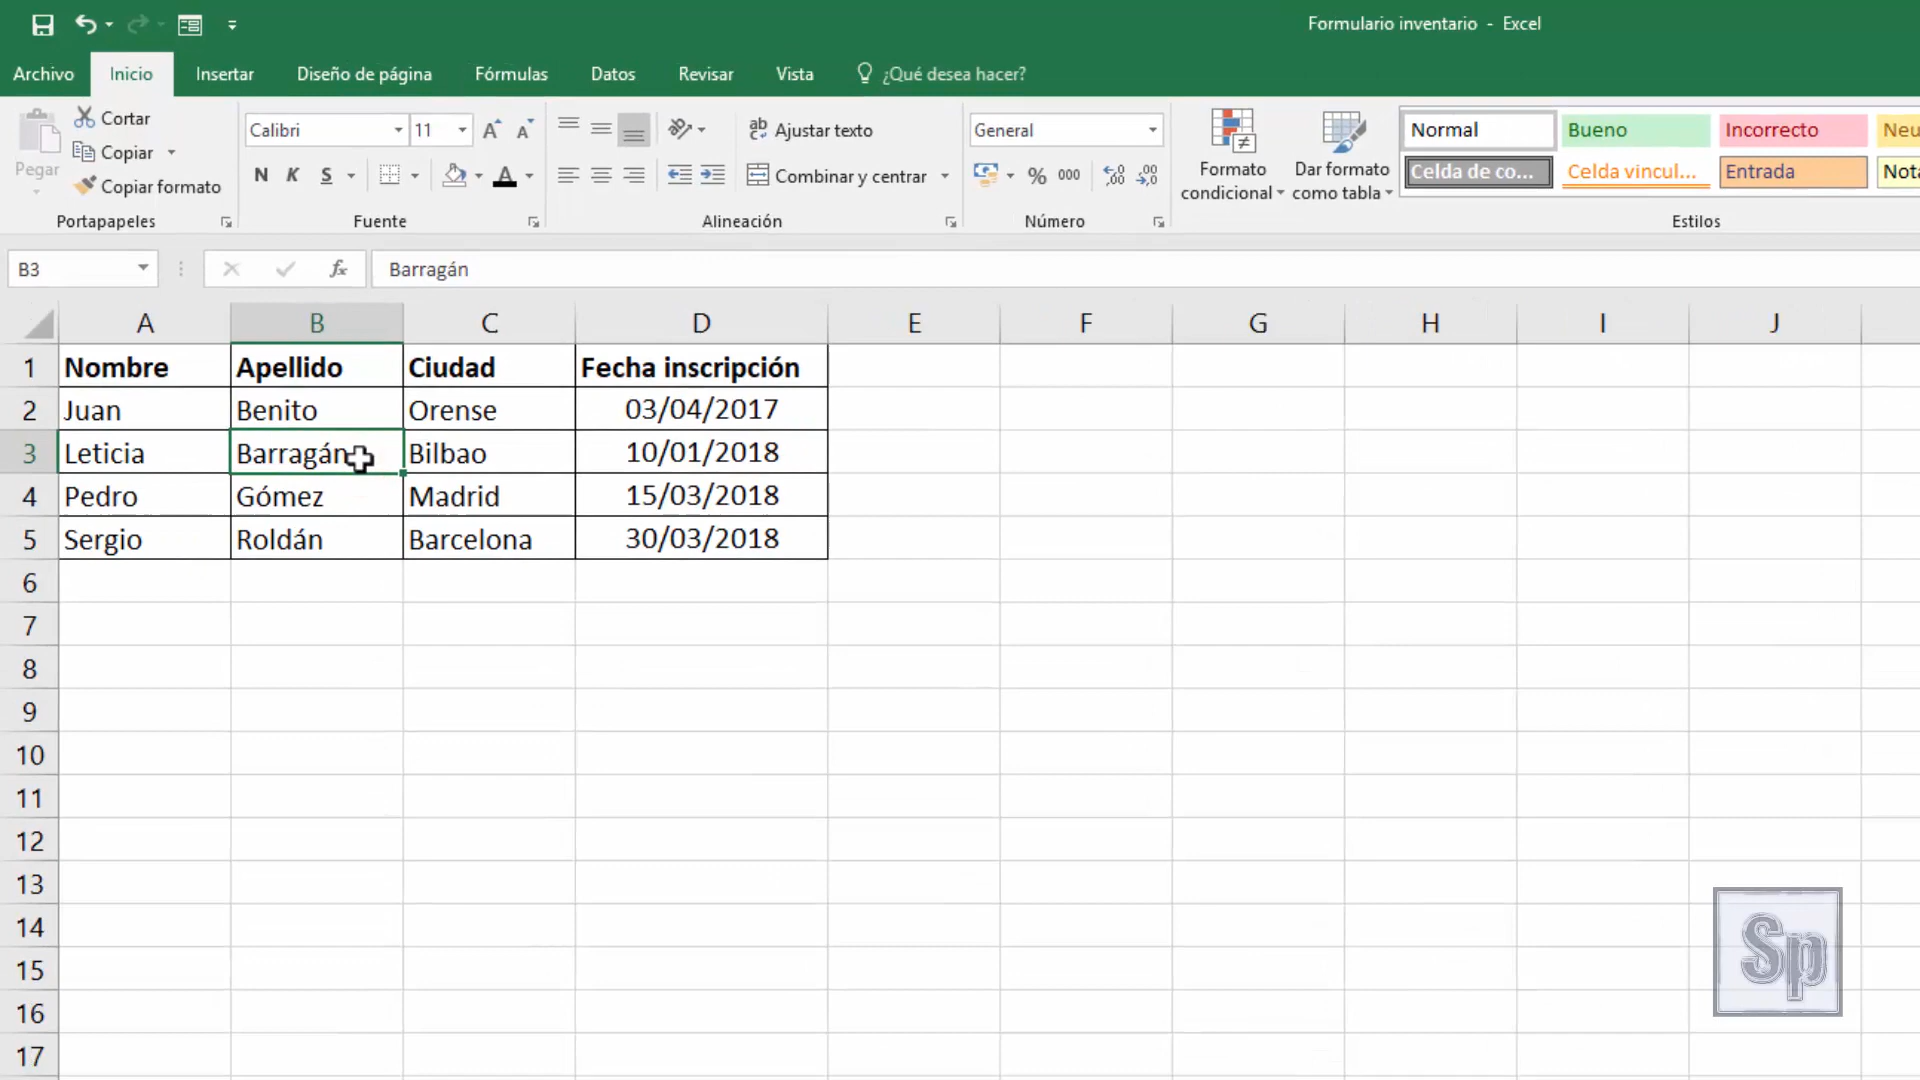 Formulario inventario - Excel
Archivo Inicio Insertar Diseño de página Fórmulas Datos Revisar Vista ¿Qué desea hacer?
Pegar
Cortar
Copiar
Copiar formato
Portapapeles
Calibri 11
N K S
Fuente
Ajustar texto
Combinar y centrar
Alineación
General
% 000
Número
Formato condicional
Dar formato como tabla
Normal Bueno Incorrecto Neu
Celda de co... Celda vincul... Entrada Nota
Estilos
B3 fx Barragán
A B C D E F G H I J
1 Nombre Apellido Ciudad Fecha inscripción
2 Juan Benito Orense 03/04/2017
3 Leticia Barragán Bilbao 10/01/2018
4 Pedro Gómez Madrid 15/03/2018
5 Sergio Roldán Barcelona 30/03/2018
6
7
8
9
10
11
12
13
14
15
16
17
Sp